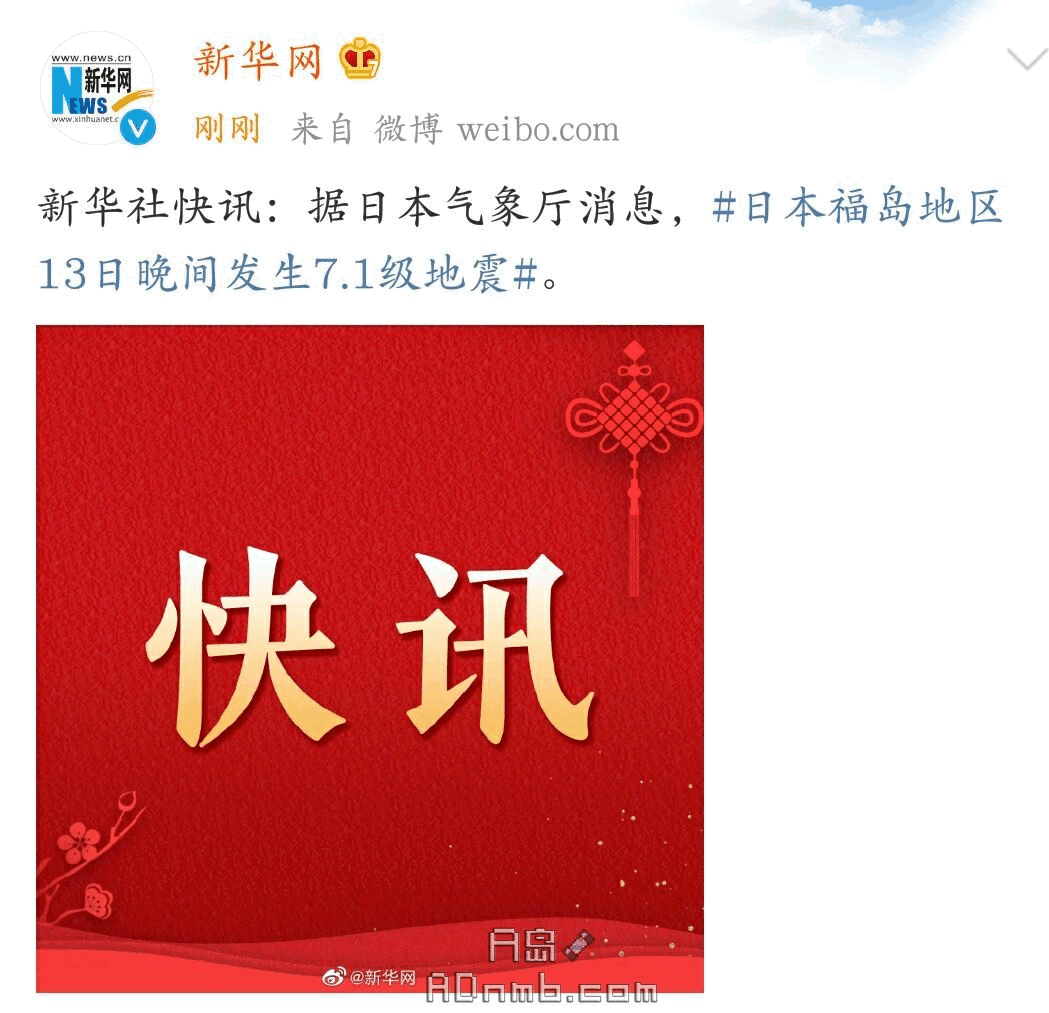 www.news.cn
新华网
NEWS
www.xinhuanet.c
新华网
刚刚 来自 微博 weibo.com
新华社快讯：据日本气象厅消息，#日本福岛地区
13日晚间发生7.1级地震#。
快讯
@新华网
A岛
ADnmb.com